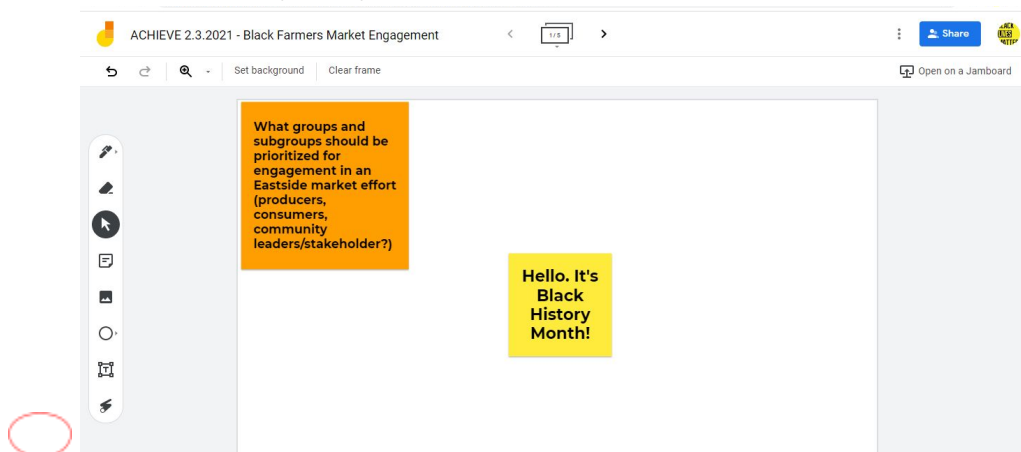 ACHIEVE 2.3.2021 - Black Farmers Market Engagement
1/5
Share
Set background
Clear frame
Open on a Jamboard
What groups and
subgroups should be
prioritized for
engagement in an
Eastside market effort
(producers,
consumers,
community
leaders/stakeholder?)
Hello. It's
Black
History
Month!